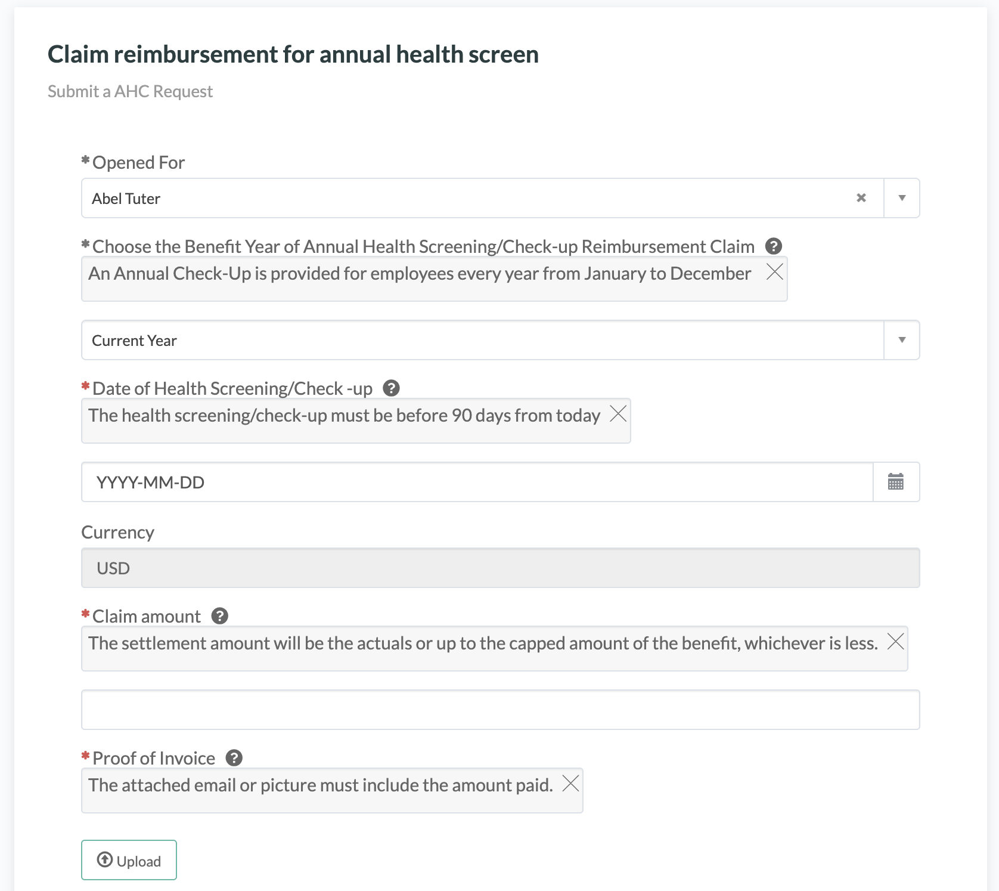 Claim reimbursement for annual health screen
Submit a AHC Request
* Opened For
Abel Tuter
* Choose the Benefit Year of Annual Health Screening/Check-up Reimbursement Claim
An Annual Check-Up is provided for employees every year from January to December
Current Year
* Date of Health Screening/Check -up
The health screening/check-up must be before 90 days from today
YYYY-MM-DD
Currency
USD
* Claim amount
The settlement amount will be the actuals or up to the capped amount of the benefit, whichever is less.
* Proof of Invoice
The attached email or picture must include the amount paid.
Upload